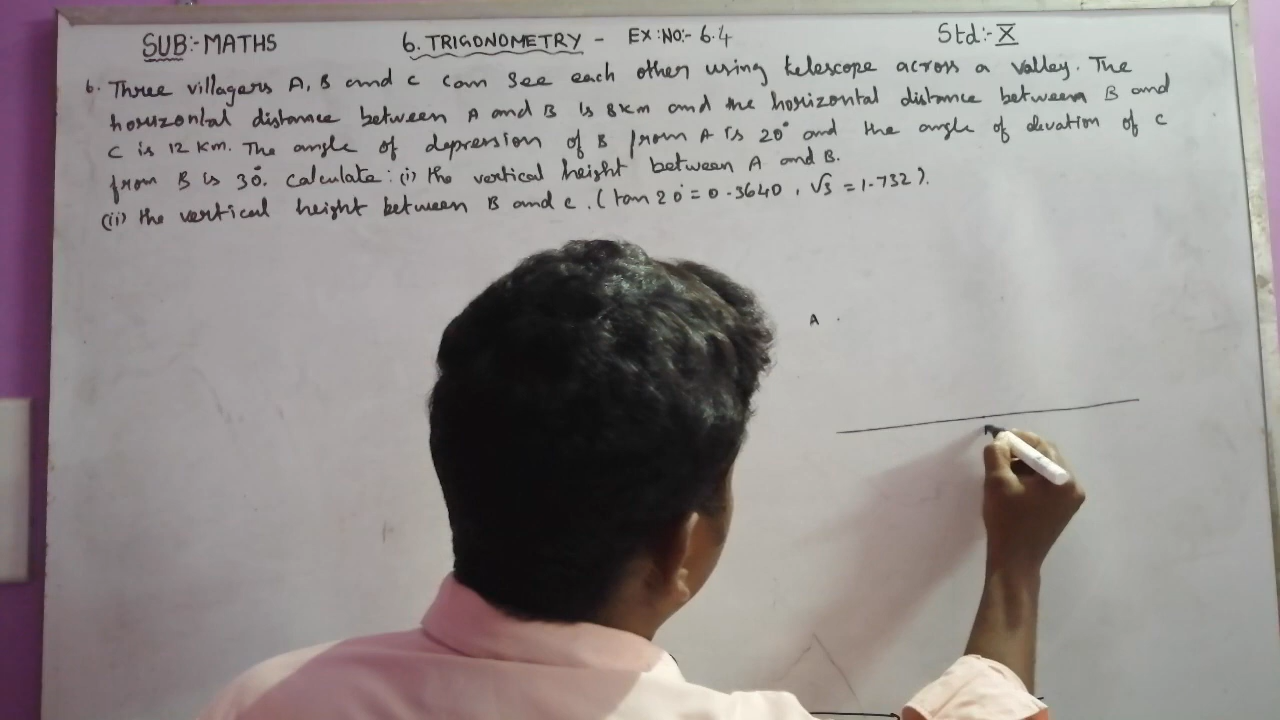 SUB:-MATHS 6. TRIGONOMETRY - EX:NO:- 6.4 Std:- X
6. Three villagers A, B and C can see each other using telescope across a valley. The
horizontal distance between A and B is 8km and the horizontal distance between B and
C is 12 km. The angle of depression of B from A is 20° and the angle of elevation of C
from B is 30°. Calculate: (i) the vertical height between A and B.
(ii) the vertical height between B and C. (tan 20° = 0.3640, √3 = 1.732).
A